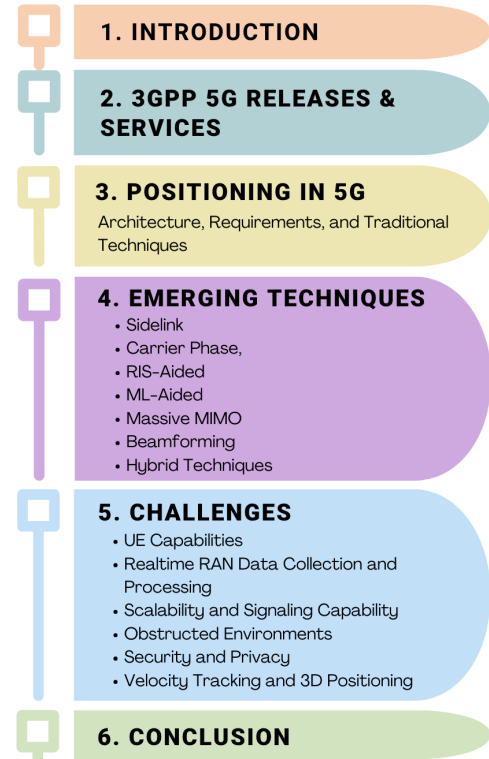 1. INTRODUCTION
2. 3GPP 5G RELEASES &
SERVICES
3. POSITIONING IN 5G
Architecture, Requirements, and Traditional
Techniques
4. EMERGING TECHNIQUES
• Sidelink
• Carrier Phase,
• RIS-Aided
• ML-Aided
• Massive MIMO
• Beamforming
• Hybrid Techniques
5. CHALLENGES
• UE Capabilities
• Realtime RAN Data Collection and
Processing
• Scalability and Signaling Capability
• Obstructed Environments
• Security and Privacy
• Velocity Tracking and 3D Positioning
6. CONCLUSION